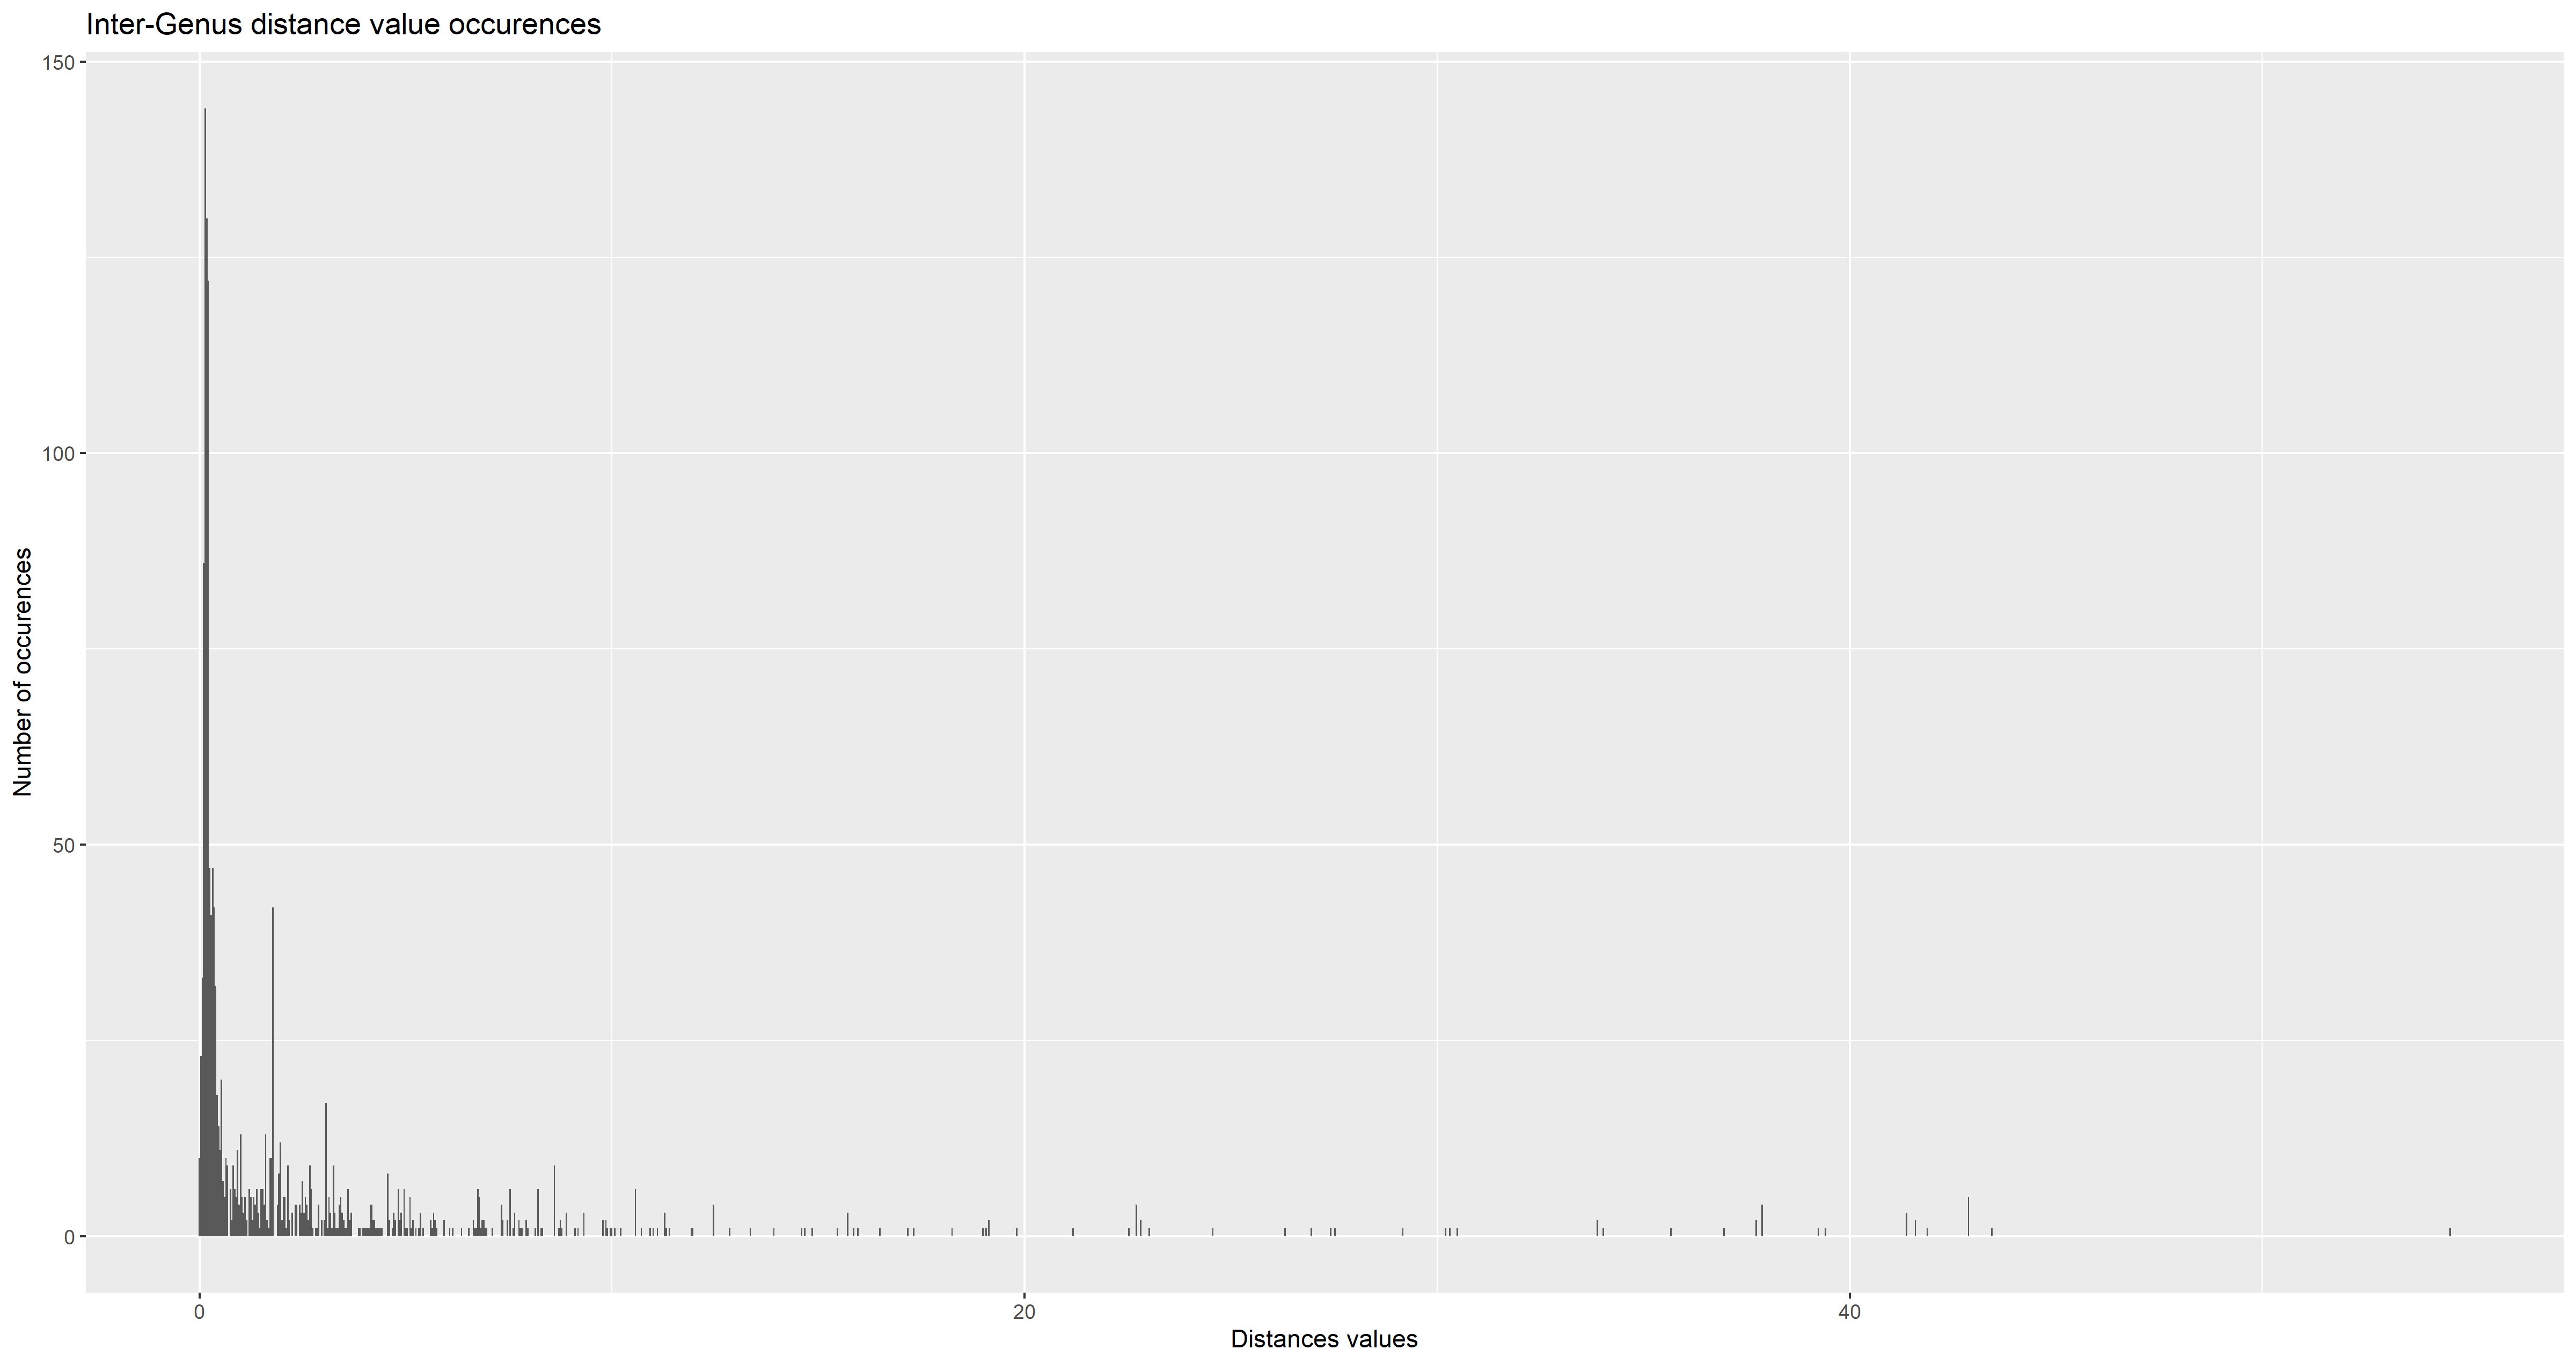 Inter-Genus distance value occurences
150
100
50
0
Number of occurences
0
20
40
Distances values